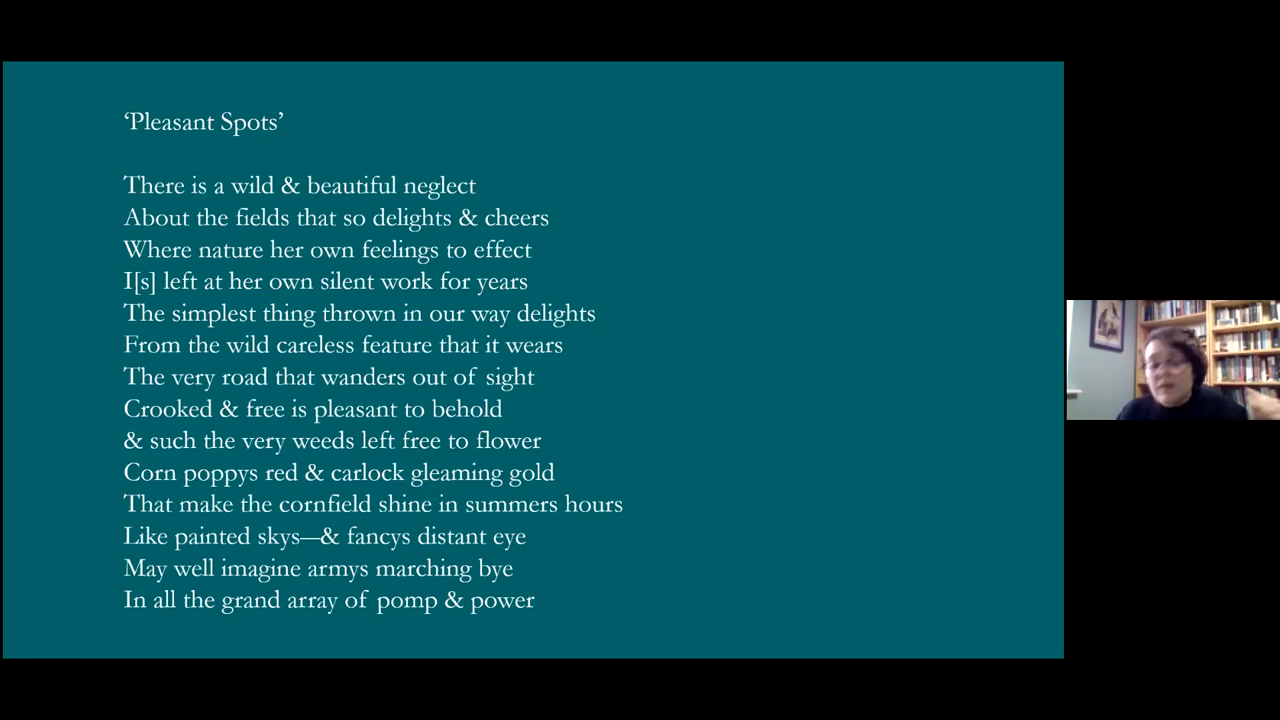 ‘Pleasant Spots’
There is a wild & beautiful neglect
About the fields that so delights & cheers
Where nature her own feelings to effect
I[s] left at her own silent work for years
The simplest thing thrown in our way delights
From the wild careless feature that it wears
The very road that wanders out of sight
Crooked & free is pleasant to behold
& such the very weeds left free to flower
Corn poppys red & carlock gleaming gold
That make the cornfield shine in summers hours
Like painted skys—& fancys distant eye
May well imagine armys marching bye
In all the grand array of pomp & power